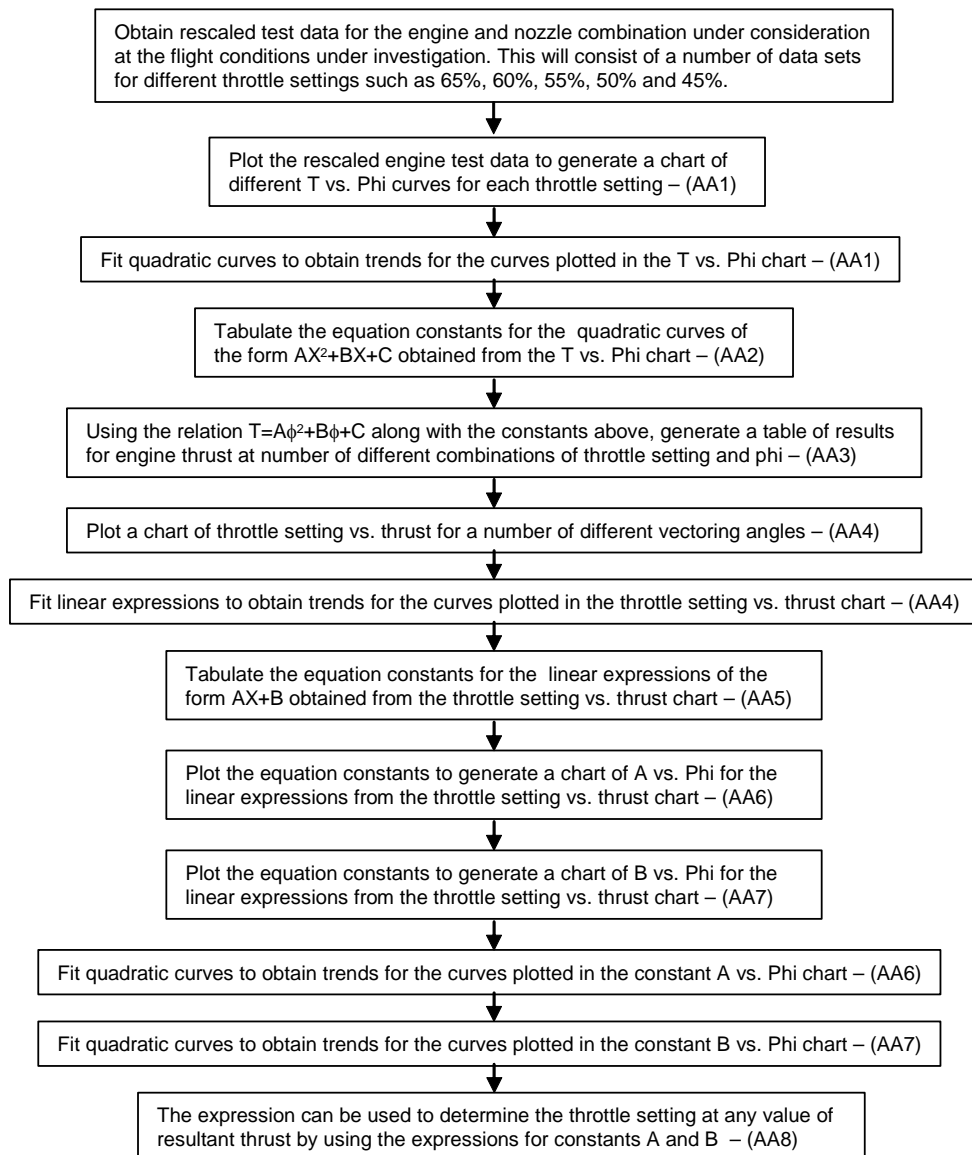 Obtain rescaled test data for the engine and nozzle combination under consideration
at the flight conditions under investigation. This will consist of a number of data sets
for different throttle settings such as 65%, 60%, 55%, 50% and 45%.
Plot the rescaled engine test data to generate a chart of
different T vs. Phi curves for each throttle setting – (AA1)
Fit quadratic curves to obtain trends for the curves plotted in the T vs. Phi chart – (AA1)
Tabulate the equation constants for the quadratic curves of
the form AX²+BX+C obtained from the T vs. Phi chart – (AA2)
Using the relation T=Aϕ²+Bϕ+C along with the constants above, generate a table of results
for engine thrust at number of different combinations of throttle setting and phi – (AA3)
Plot a chart of throttle setting vs. thrust for a number of different vectoring angles – (AA4)
Fit linear expressions to obtain trends for the curves plotted in the throttle setting vs. thrust chart – (AA4)
Tabulate the equation constants for the linear expressions of the
form AX+B obtained from the throttle setting vs. thrust chart – (AA5)
Plot the equation constants to generate a chart of A vs. Phi for the
linear expressions from the throttle setting vs. thrust chart – (AA6)
Plot the equation constants to generate a chart of B vs. Phi for the
linear expressions from the throttle setting vs. thrust chart – (AA7)
Fit quadratic curves to obtain trends for the curves plotted in the constant A vs. Phi chart – (AA6)
Fit quadratic curves to obtain trends for the curves plotted in the constant B vs. Phi chart – (AA7)
The expression can be used to determine the throttle setting at any value of
resultant thrust by using the expressions for constants A and B – (AA8)